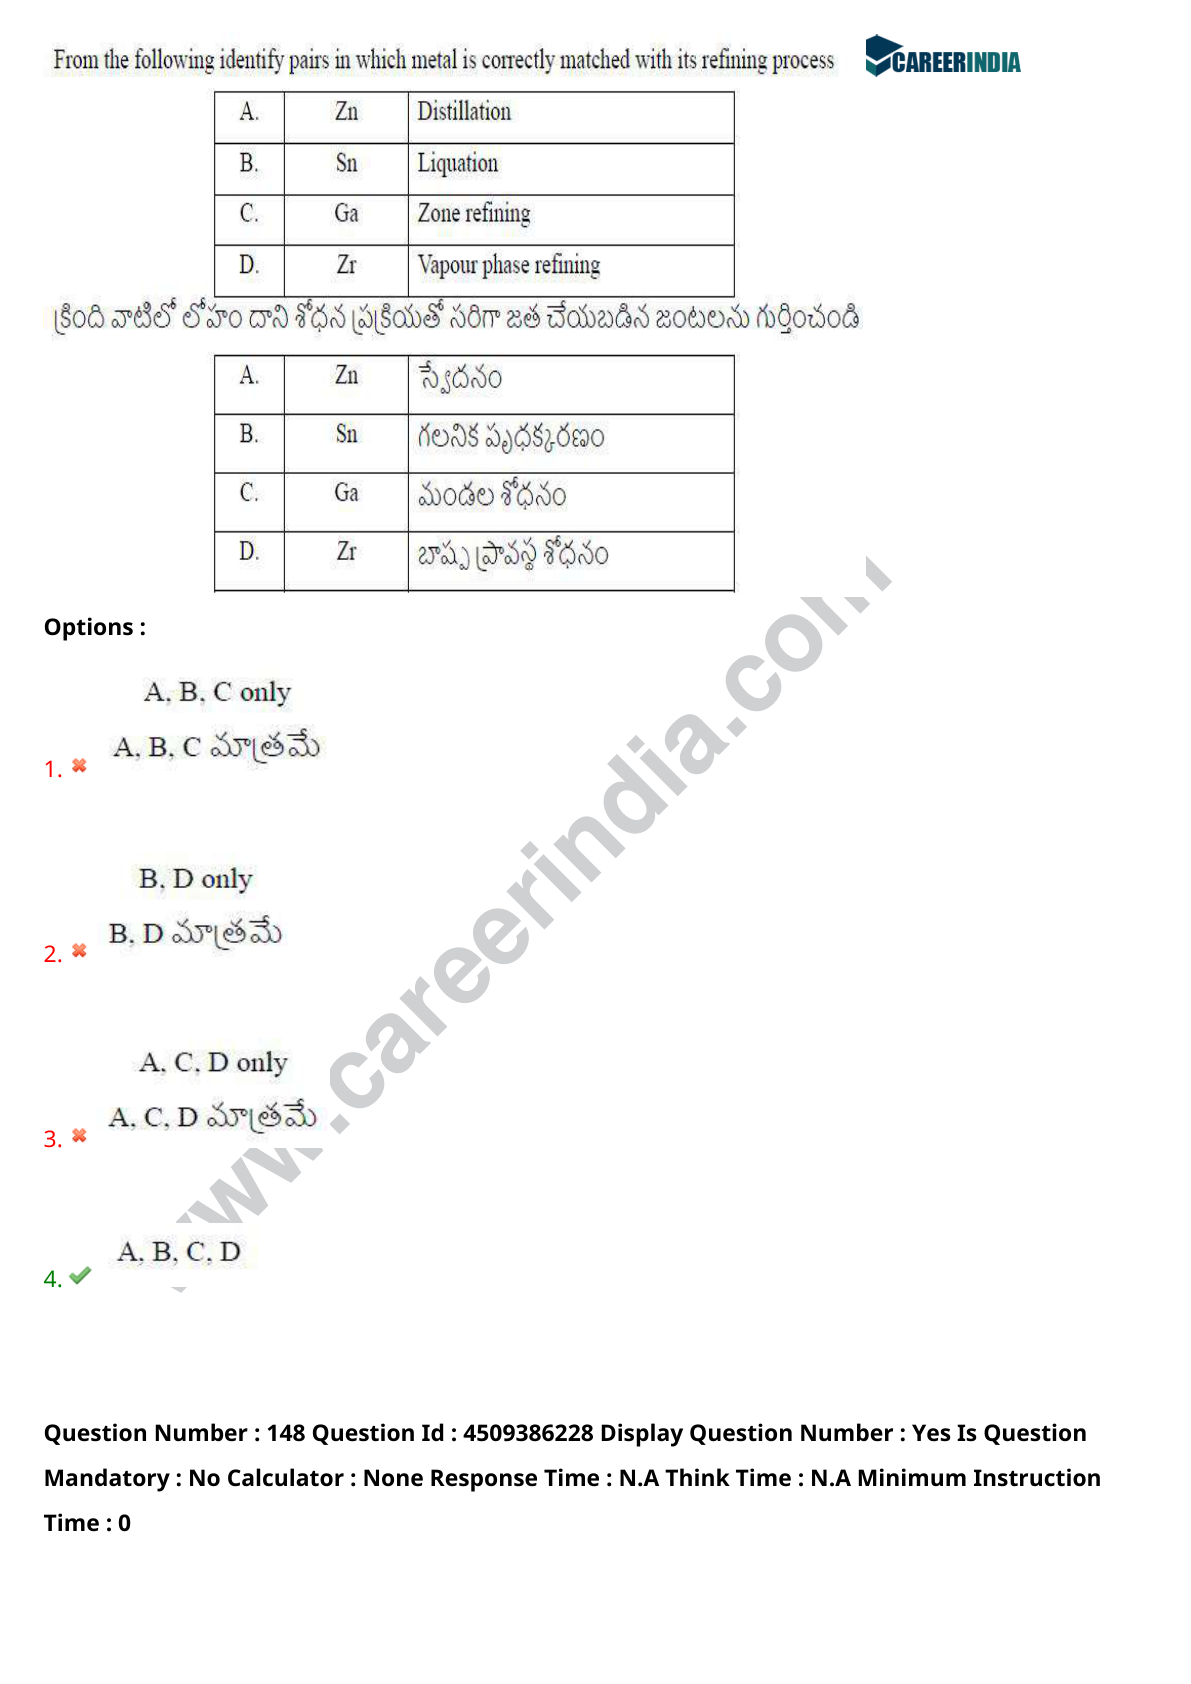 From the following identify pairs in which metal is correctly matched with its refining process
CAREERINDIA
A. Zn Distillation
B. Sn Liquation
C. Ga Zone refining
D. Zr Vapour phase refining
క్రింది వాటిలో లోహం దాని శోధన ప్రక్రియతో సరిగా జత చేయబడిన జంటలను గుర్తించండి
A. Zn స్వేదనం
B. Sn గలనిక పృధక్కరణం
C. Ga మండల శోధనం
D. Zr బాష్ప ప్రావస్థ శోధనం
Options :
A, B, C only
A, B, C మాత్రమే
1.
B, D only
B, D మాత్రమే
2.
A, C, D only
A, C, D మాత్రమే
3.
A, B, C, D
4.
www.careerindia.com
Question Number : 148 Question Id : 4509386228 Display Question Number : Yes Is Question
Mandatory : No Calculator : None Response Time : N.A Think Time : N.A Minimum Instruction
Time : 0